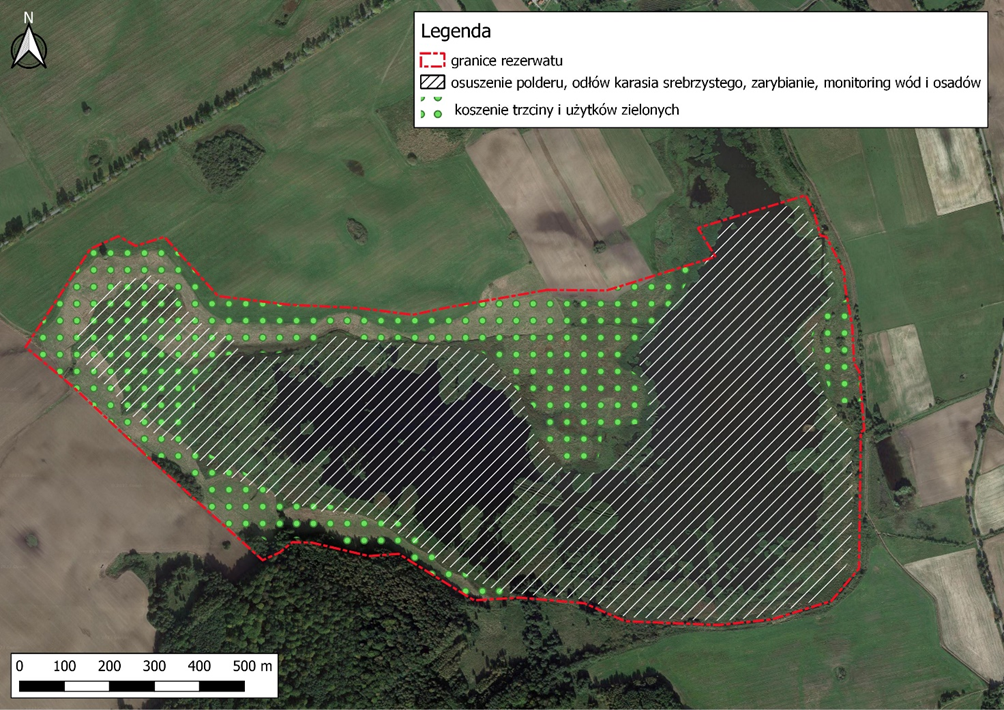 N
Legenda
granice rezerwatu
osuszenie polderu, odłów karasia srebrzystego, zarybianie, monitoring wód i osadów
koszenie trzciny i użytków zielonych
0 100 200 300 400 500 m